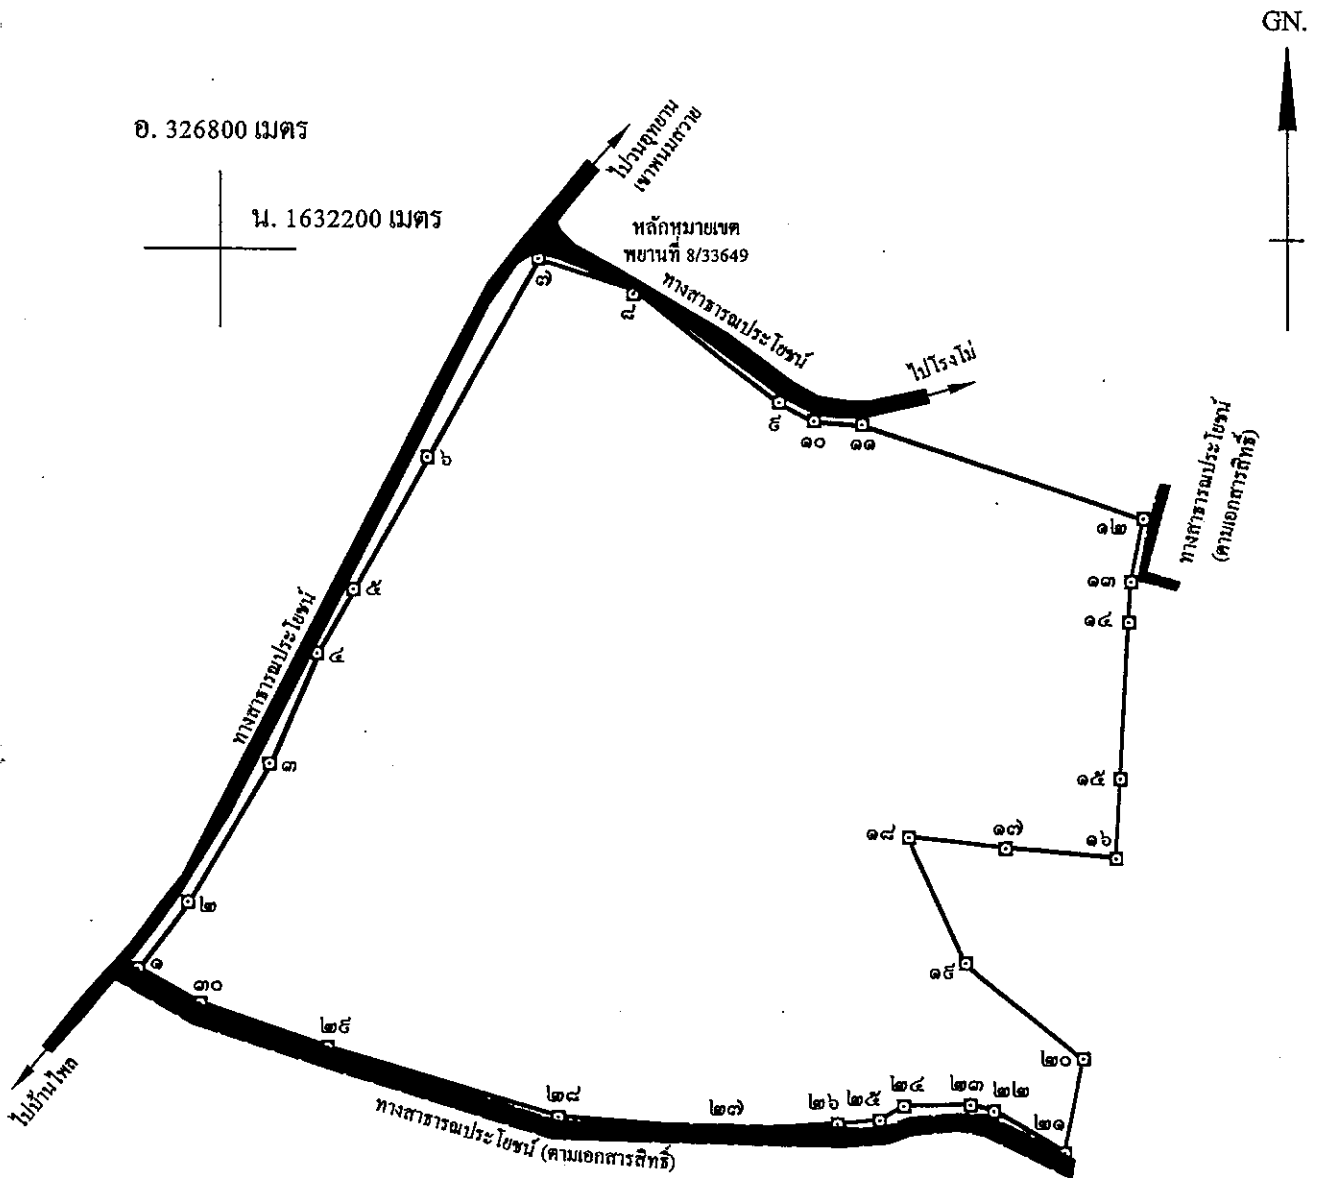 GN.
อ. 326800 เมตร
น. 1632200 เมตร
ไปวนอุทยาน
เขาพนมสวาย
หลักหมายเขต
พยานที่ 8/33649
ทางสาธารณประโยชน์
ไปโรงโม่
ทางสาธารณประโยชน์
(ตามเอกสารสิทธิ์)
๗
๘
๙
๑๐
๑๑
๑๒
๑๓
๑๔
๖
๕
๔
ทางสาธารณประโยชน์
๓
๑๕
๑๖
๑๗
๑๘
๒
๑
๓๐
๑๙
๒๙
๒๐
๒๘
๒๗
๒๖
๒๕
๒๔
๒๓
๒๒
๒๑
ไปบ้านไพล
ทางสาธารณประโยชน์ (ตามเอกสารสิทธิ์)